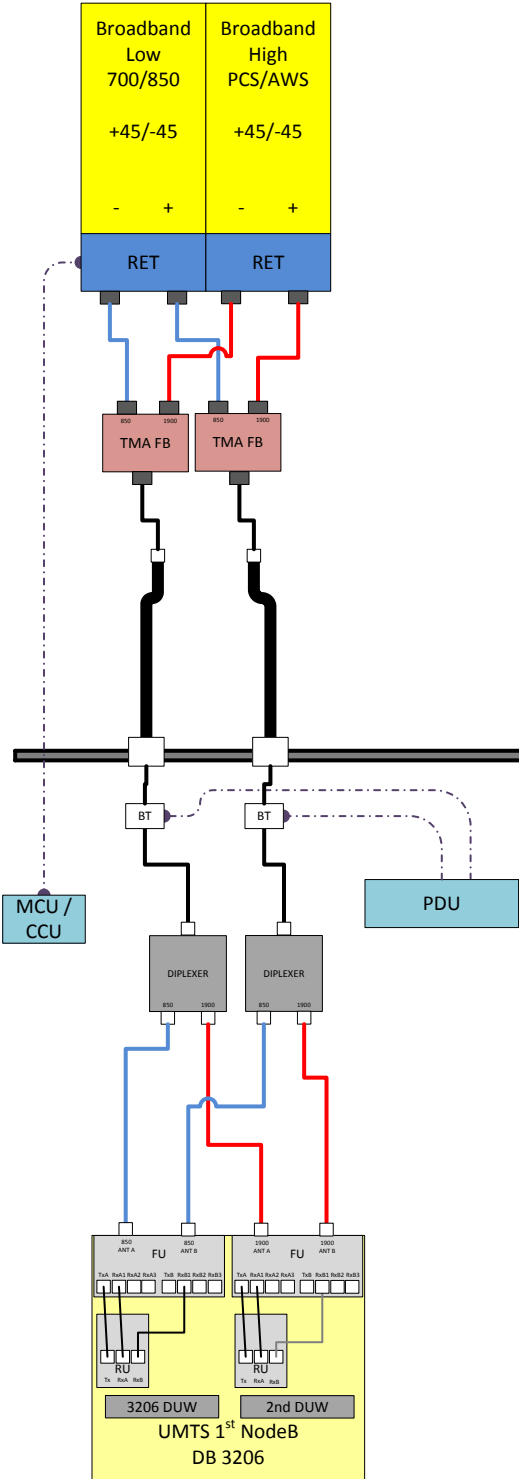 Broadband
Low
700/850
+45/-45
- +
Broadband
High
PCS/AWS
+45/-45
- +
RET
RET
850 1900
TMA FB
850 1900
TMA FB
BT
BT
MCU /
CCU
PDU
DIPLEXER
850 1900
DIPLEXER
850 1900
850
ANT A
850
ANT B
FU
TxA RxA1 RxA2 RxA3 TxB RxB1 RxB2 RxB3
1900
ANT A
1900
ANT B
FU
TxA RxA1 RxA2 RxA3 TxB RxB1 RxB2 RxB3
RU
Tx RxA RxB
RU
Tx RxA RxB
3206 DUW
2nd DUW
UMTS 1st NodeB
DB 3206